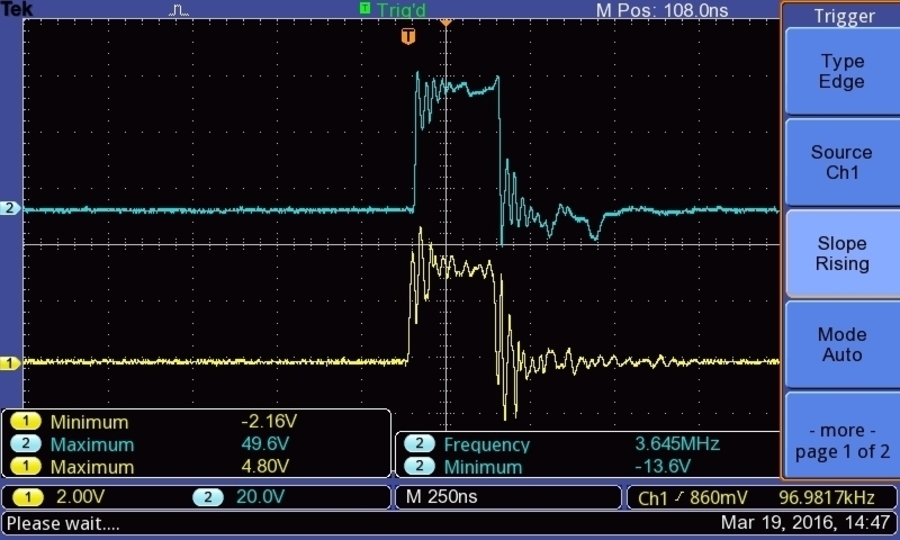 Tek T Trig'd M Pos: 108.0ns
Trigger
T
Type
Edge
Source
Ch1
2
Slope
Rising
Mode
Auto
1
- more -
page 1 of 2
1 Minimum -2.16V
2 Maximum 49.6V
1 Maximum 4.80V
2 Frequency 3.645MHz
2 Minimum -13.6V
1 2.00V 2 20.0V M 250ns Ch1 860mV 96.9817kHz
Please wait.... Mar 19, 2016, 14:47